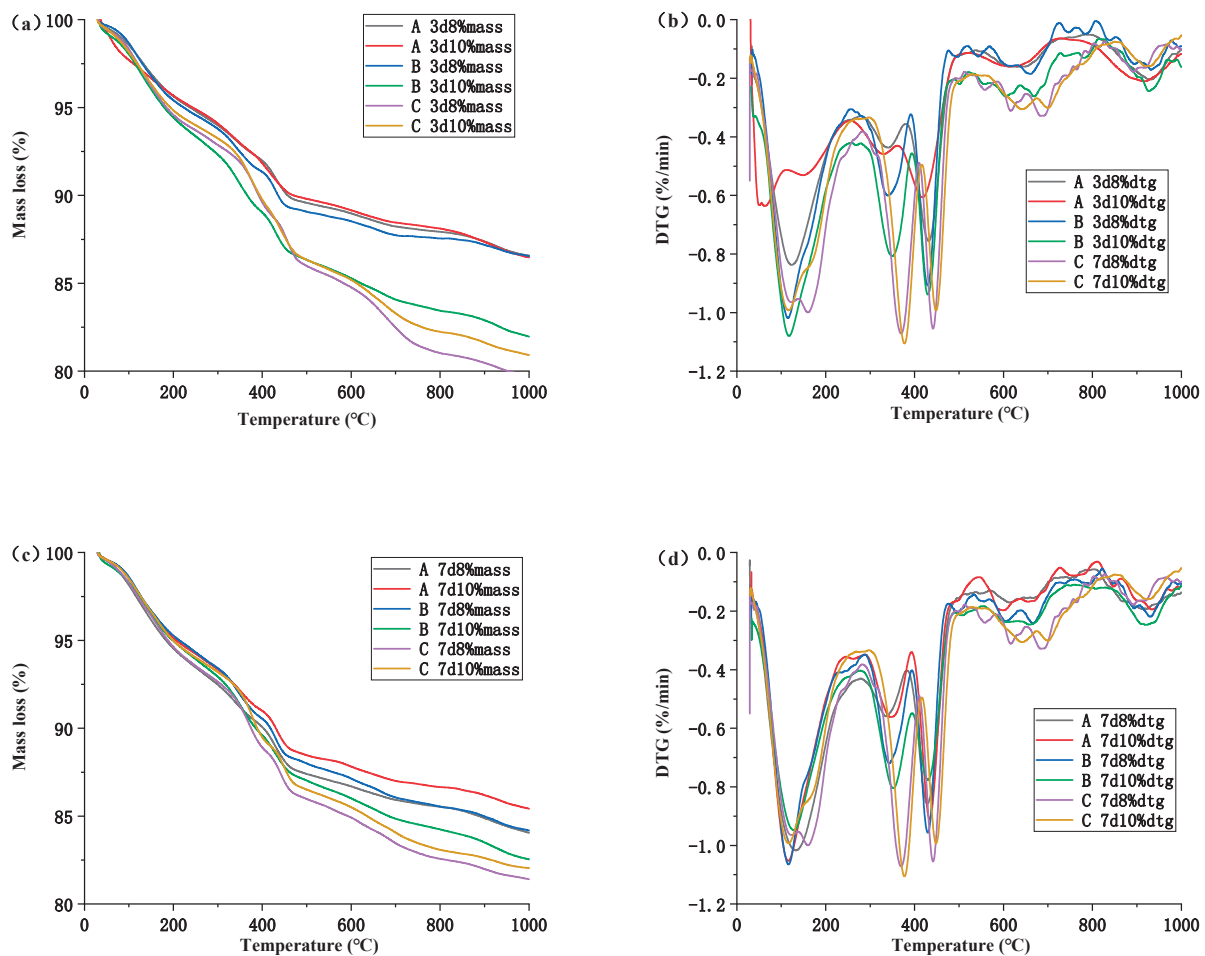 (a)
Mass loss (%)
100
95
90
85
80
0
200
400
600
800
1000
Temperature (℃)
A 3d8%mass
A 3d10%mass
B 3d8%mass
B 3d10%mass
C 3d8%mass
C 3d10%mass
(b)
DTG (%/min)
0.0
-0.2
-0.4
-0.6
-0.8
-1.0
-1.2
0
200
400
600
800
1000
Temperature (℃)
A 3d8%dtg
A 3d10%dtg
B 3d8%dtg
B 3d10%dtg
C 7d8%dtg
C 7d10%dtg
(c)
Mass loss (%)
100
95
90
85
80
0
200
400
600
800
1000
Temperature (℃)
A 7d8%mass
A 7d10%mass
B 7d8%mass
B 7d10%mass
C 7d8%mass
C 7d10%mass
(d)
DTG (%/min)
0.0
-0.2
-0.4
-0.6
-0.8
-1.0
-1.2
0
200
400
600
800
1000
Temperature (℃)
A 7d8%dtg
A 7d10%dtg
B 7d8%dtg
B 7d10%dtg
C 7d8%dtg
C 7d10%dtg